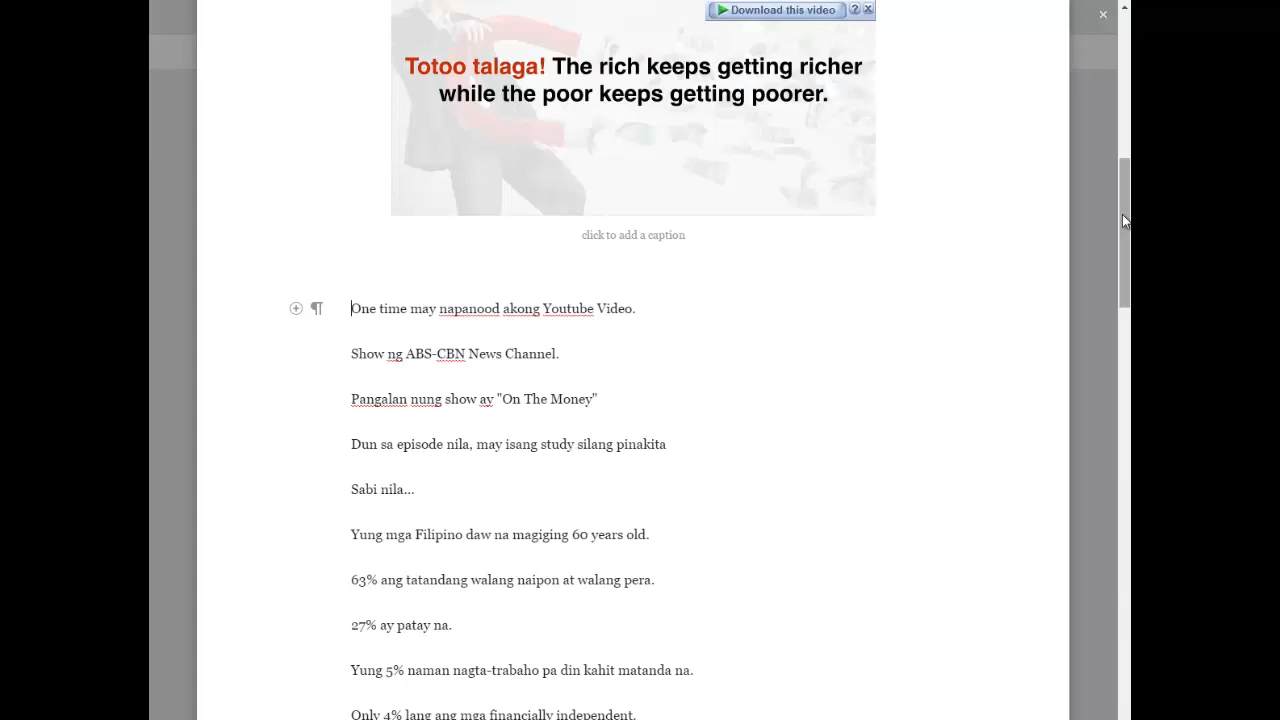 Download this video
Totoo talaga! The rich keeps getting richer
while the poor keeps getting poorer.
click to add a caption
One time may napanood akong Youtube Video.
Show ng ABS-CBN News Channel.
Pangalan nung show ay "On The Money"
Dun sa episode nila, may isang study silang pinakita
Sabi nila...
Yung mga Filipino daw na magiging 60 years old.
63% ang tatandang walang naipon at walang pera.
27% ay patay na.
Yung 5% naman nagta-trabaho pa din kahit matanda na.
Only 4% lang ang mga financially independent.